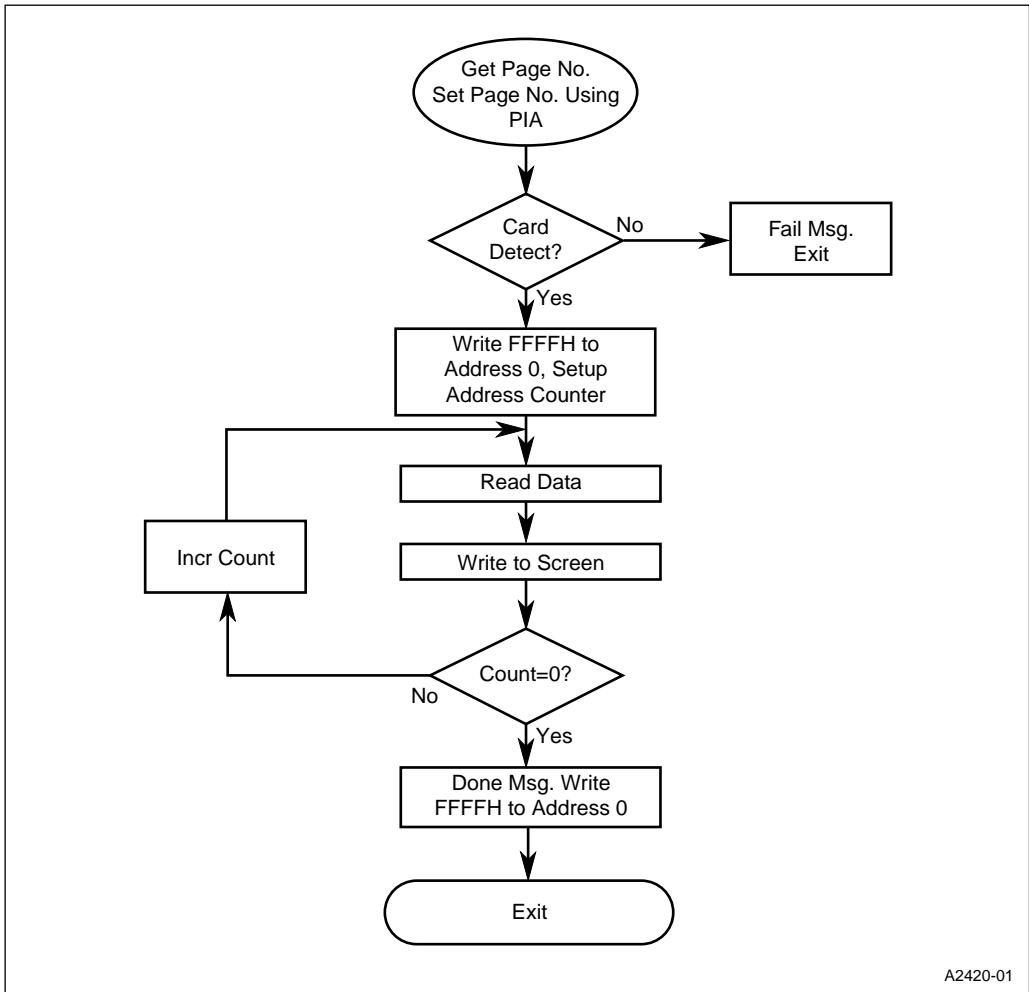 Get Page No.
Set Page No. Using
PIA
Card
Detect?
No
Fail Msg.
Exit
Yes
Write FFFFH to
Address 0, Setup
Address Counter
Read Data
Incr Count
Write to Screen
Count=0?
No
Yes
Done Msg. Write
FFFFH to Address 0
Exit
A2420-01